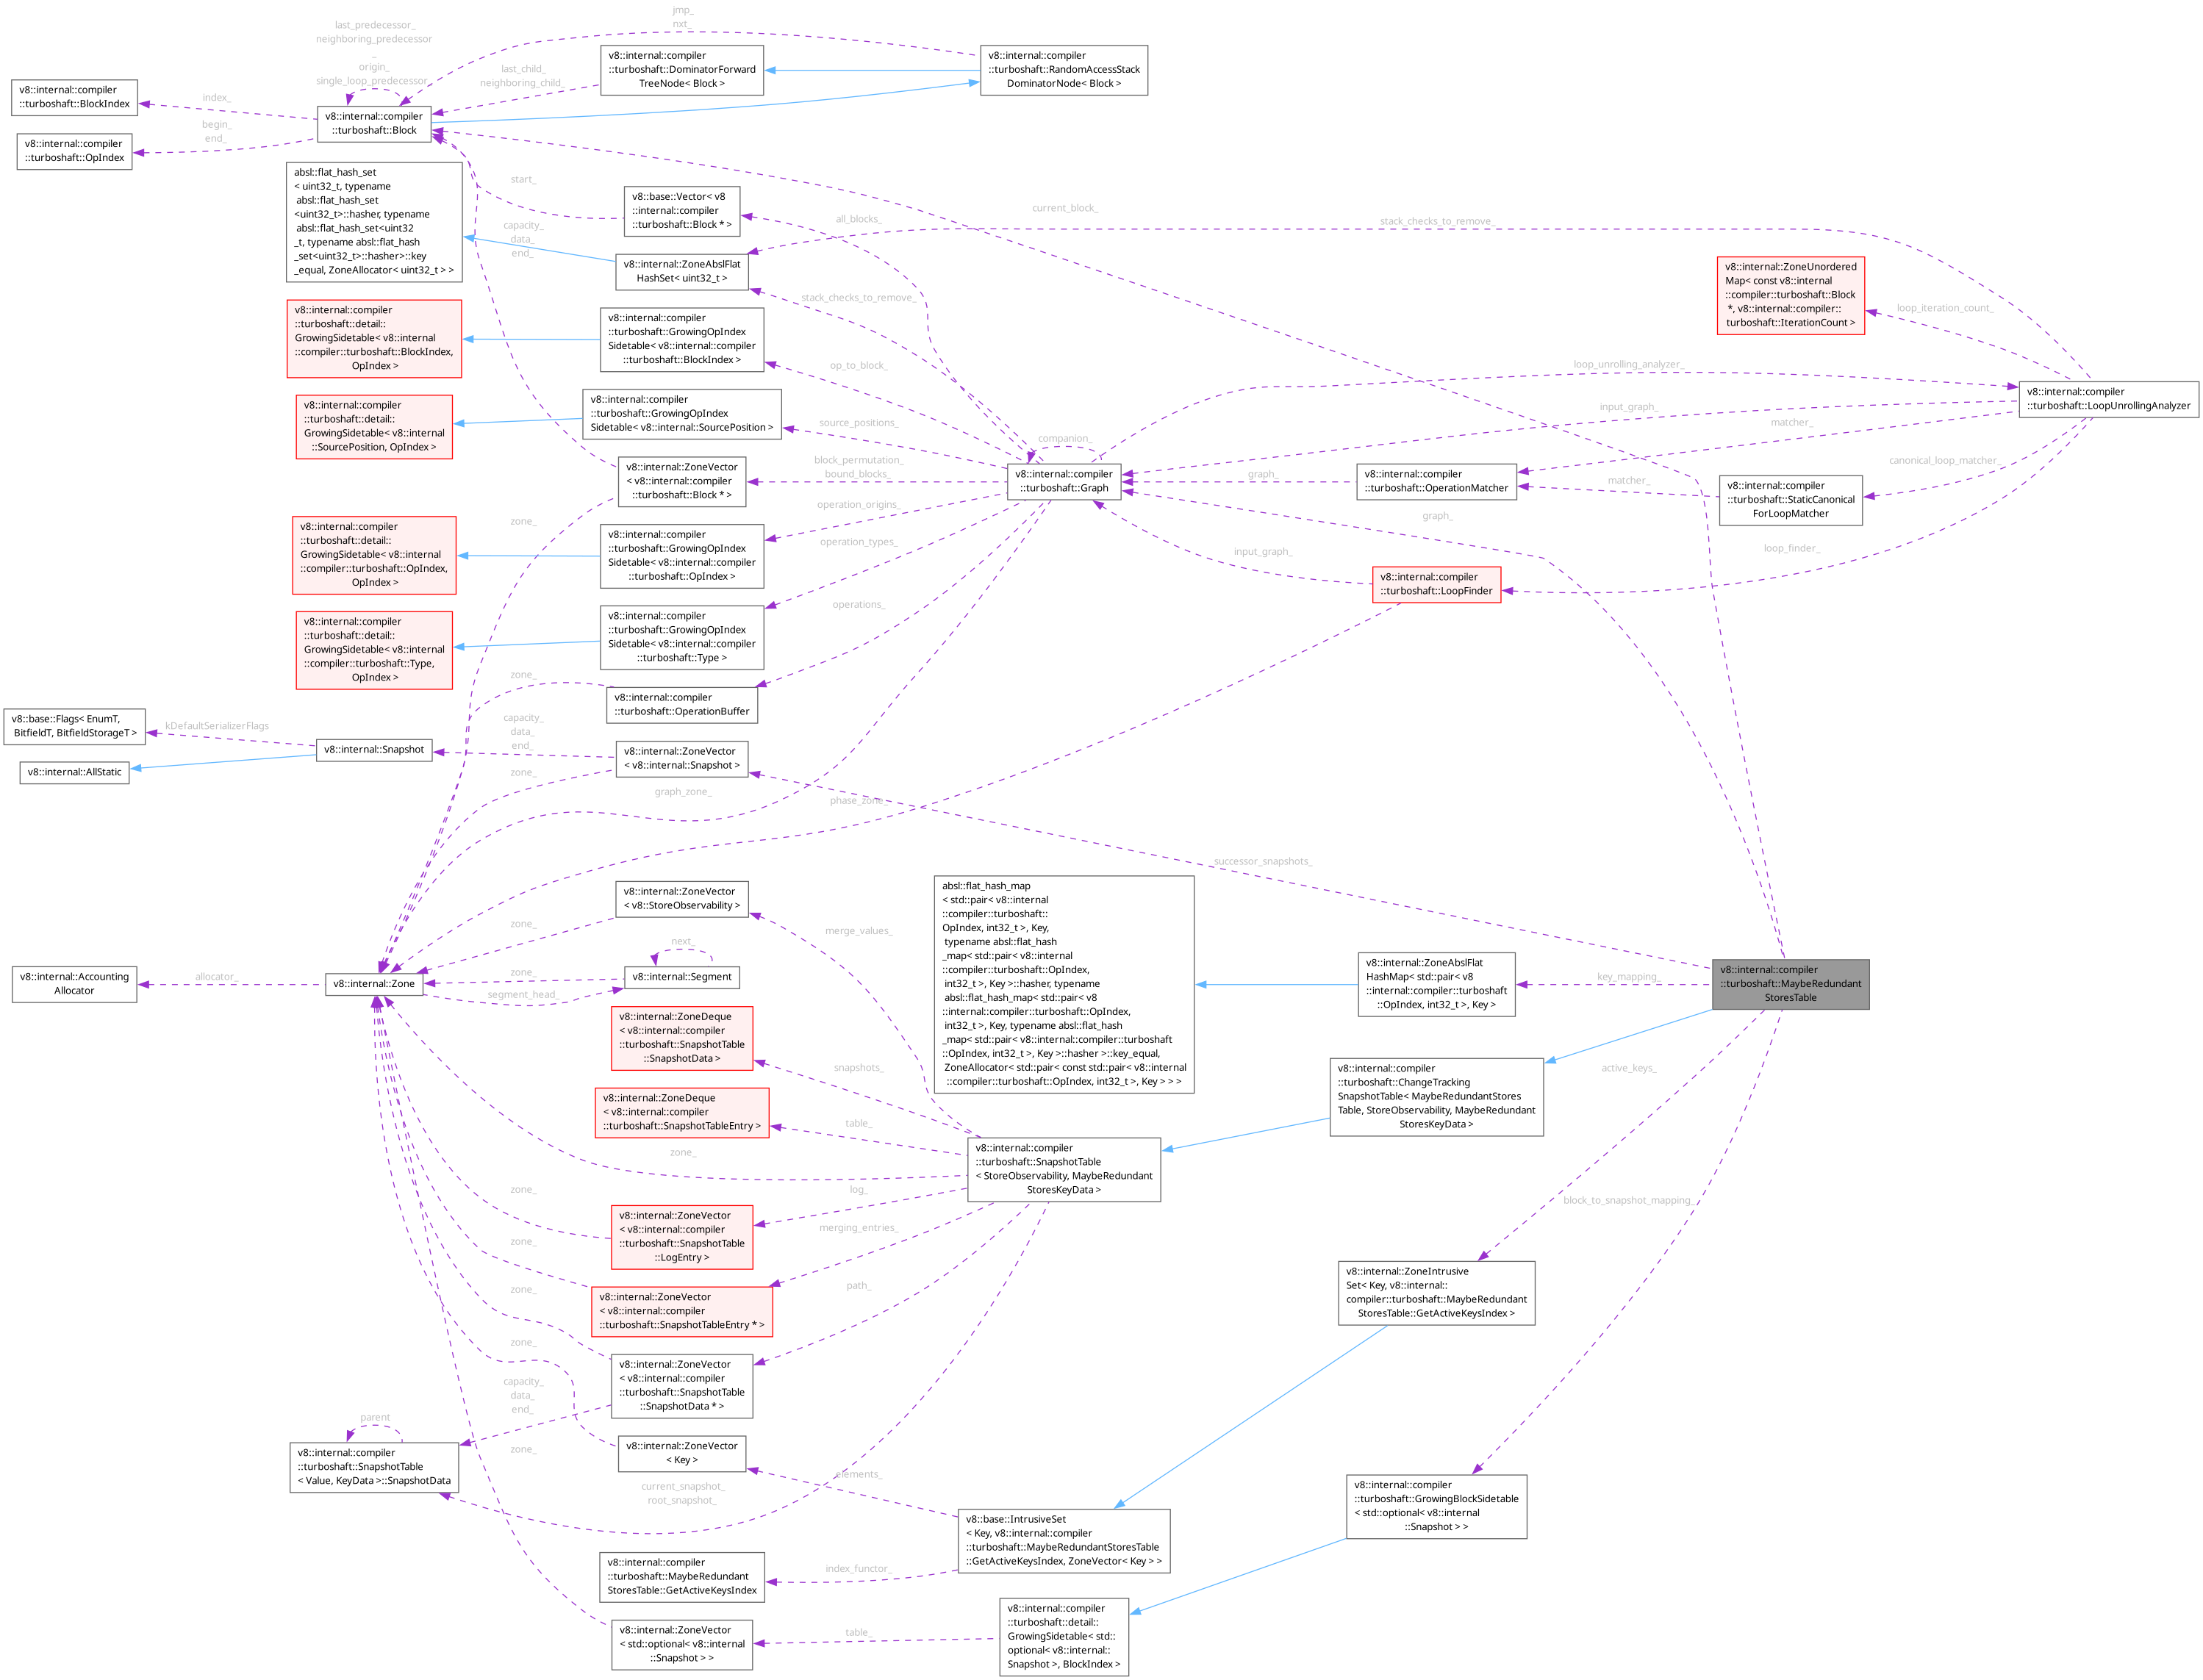 jmp_
nxt_
last_predecessor_
neighboring_predecessor
_
origin_
single_loop_predecessor_
last_child_
neighboring_child_
v8::internal::compiler
::turboshaft::DominatorForward
TreeNode< Block >
v8::internal::compiler
::turboshaft::RandomAccessStack
DominatorNode< Block >
v8::internal::compiler
::turboshaft::BlockIndex
index_
v8::internal::compiler
::turboshaft::Block
begin_
end_
v8::internal::compiler
::turboshaft::OpIndex
absl::flat_hash_set
< uint32_t, typename
absl::flat_hash_set
<uint32_t>::hasher, typename
absl::flat_hash_set<uint32
_t, typename absl::flat_hash
_set<uint32_t>::hasher>::key
_equal, ZoneAllocator< uint32_t > >
start_
v8::base::Vector< v8
::internal::compiler
::turboshaft::Block * >
all_blocks_
current_block_
stack_checks_to_remove_
capacity_
data_
end_
v8::internal::ZoneAbslFlat
HashSet< uint32_t >
stack_checks_to_remove_
v8::internal::ZoneUnordered
Map< const v8::internal
::compiler::turboshaft::Block
*, v8::internal::compiler::
turboshaft::IterationCount >
loop_iteration_count_
v8::internal::compiler
::turboshaft::detail::
GrowingSidetable< v8::internal
::compiler::turboshaft::BlockIndex,
OpIndex >
v8::internal::compiler
::turboshaft::GrowingOpIndex
Sidetable< v8::internal::compiler
::turboshaft::BlockIndex >
op_to_block_
loop_unrolling_analyzer_
v8::internal::compiler
::turboshaft::LoopUnrollingAnalyzer
v8::internal::compiler
::turboshaft::detail::
GrowingSidetable< v8::internal
::SourcePosition, OpIndex >
v8::internal::compiler
::turboshaft::GrowingOpIndex
Sidetable< v8::internal::SourcePosition >
source_positions_
input_graph_
matcher_
companion_
v8::internal::ZoneVector
< v8::internal::compiler
::turboshaft::Block * >
block_permutation_
bound_blocks_
v8::internal::compiler
::turboshaft::Graph
graph_
v8::internal::compiler
::turboshaft::OperationMatcher
matcher_
canonical_loop_matcher_
v8::internal::compiler
::turboshaft::StaticCanonical
ForLoopMatcher
zone_
operation_origins_
graph_
v8::internal::compiler
::turboshaft::detail::
GrowingSidetable< v8::internal
::compiler::turboshaft::OpIndex,
OpIndex >
v8::internal::compiler
::turboshaft::GrowingOpIndex
Sidetable< v8::internal::compiler
::turboshaft::OpIndex >
operation_types_
input_graph_
loop_finder_
v8::internal::compiler
::turboshaft::LoopFinder
v8::internal::compiler
::turboshaft::detail::
GrowingSidetable< v8::internal
::compiler::turboshaft::Type,
OpIndex >
v8::internal::compiler
::turboshaft::GrowingOpIndex
Sidetable< v8::internal::compiler
::turboshaft::Type >
operations_
zone_
v8::internal::compiler
::turboshaft::OperationBuffer
v8::base::Flags< EnumT,
BitfieldT, BitfieldStorageT >
kDefaultSerializerFlags
v8::internal::Snapshot
capacity_
data_
end_
v8::internal::ZoneVector
< v8::internal::Snapshot >
v8::internal::AllStatic
zone_
graph_zone_
phase_zone_
successor_snapshots_
v8::internal::ZoneVector
< v8::StoreObservability >
zone_
merge_values_
absl::flat_hash_map
< std::pair< v8::internal
::compiler::turboshaft::
OpIndex, int32_t >, Key,
typename absl::flat_hash
_map< std::pair< v8::internal
::compiler::turboshaft::OpIndex,
int32_t >, Key >::hasher, typename
absl::flat_hash_map< std::pair< v8
::internal::compiler::turboshaft::OpIndex,
int32_t >, Key, typename absl::flat_hash
_map< std::pair< v8::internal::compiler::turboshaft
::OpIndex, int32_t >, Key >::hasher >::key_equal,
ZoneAllocator< std::pair< const std::pair< v8::internal
::compiler::turboshaft::OpIndex, int32_t >, Key > > >
v8::internal::ZoneAbslFlat
HashMap< std::pair< v8
::internal::compiler::turboshaft
::OpIndex, int32_t >, Key >
key_mapping_
v8::internal::compiler
::turboshaft::MaybeRedundant
StoresTable
v8::internal::Accounting
Allocator
allocator_
v8::internal::Zone
next_
zone_
segment_head_
v8::internal::Segment
v8::internal::ZoneDeque
< v8::internal::compiler
::turboshaft::SnapshotTable
::SnapshotData >
snapshots_
v8::internal::compiler
::turboshaft::ChangeTracking
SnapshotTable< MaybeRedundantStores
Table, StoreObservability, MaybeRedundant
StoresKeyData >
active_keys_
v8::internal::ZoneDeque
< v8::internal::compiler
::turboshaft::SnapshotTableEntry >
table_
zone_
v8::internal::compiler
::turboshaft::SnapshotTable
< StoreObservability, MaybeRedundant
StoresKeyData >
zone_
log_
block_to_snapshot_mapping_
v8::internal::ZoneVector
< v8::internal::compiler
::turboshaft::SnapshotTable
::LogEntry >
merging_entries_
zone_
v8::internal::ZoneVector
< v8::internal::compiler
::turboshaft::SnapshotTableEntry * >
path_
zone_
v8::internal::ZoneIntrusive
Set< Key, v8::internal::
compiler::turboshaft::MaybeRedundant
StoresTable::GetActiveKeysIndex >
zone_
v8::internal::ZoneVector
< v8::internal::compiler
::turboshaft::SnapshotTable
::SnapshotData * >
capacity_
data_
end_
parent
v8::internal::compiler
::turboshaft::SnapshotTable
< Value, KeyData >::SnapshotData
v8::internal::ZoneVector
< Key >
zone_
elements_
current_snapshot_
root_snapshot_
v8::internal::compiler
::turboshaft::GrowingBlockSidetable
< std::optional< v8::internal
::Snapshot > >
v8::base::IntrusiveSet
< Key, v8::internal::compiler
::turboshaft::MaybeRedundantStoresTable
::GetActiveKeysIndex, ZoneVector< Key > >
index_functor_
v8::internal::compiler
::turboshaft::MaybeRedundant
StoresTable::GetActiveKeysIndex
v8::internal::ZoneVector
< std::optional< v8::internal
::Snapshot > >
table_
v8::internal::compiler
::turboshaft::detail::
GrowingSidetable< std::
optional< v8::internal::
Snapshot >, BlockIndex >